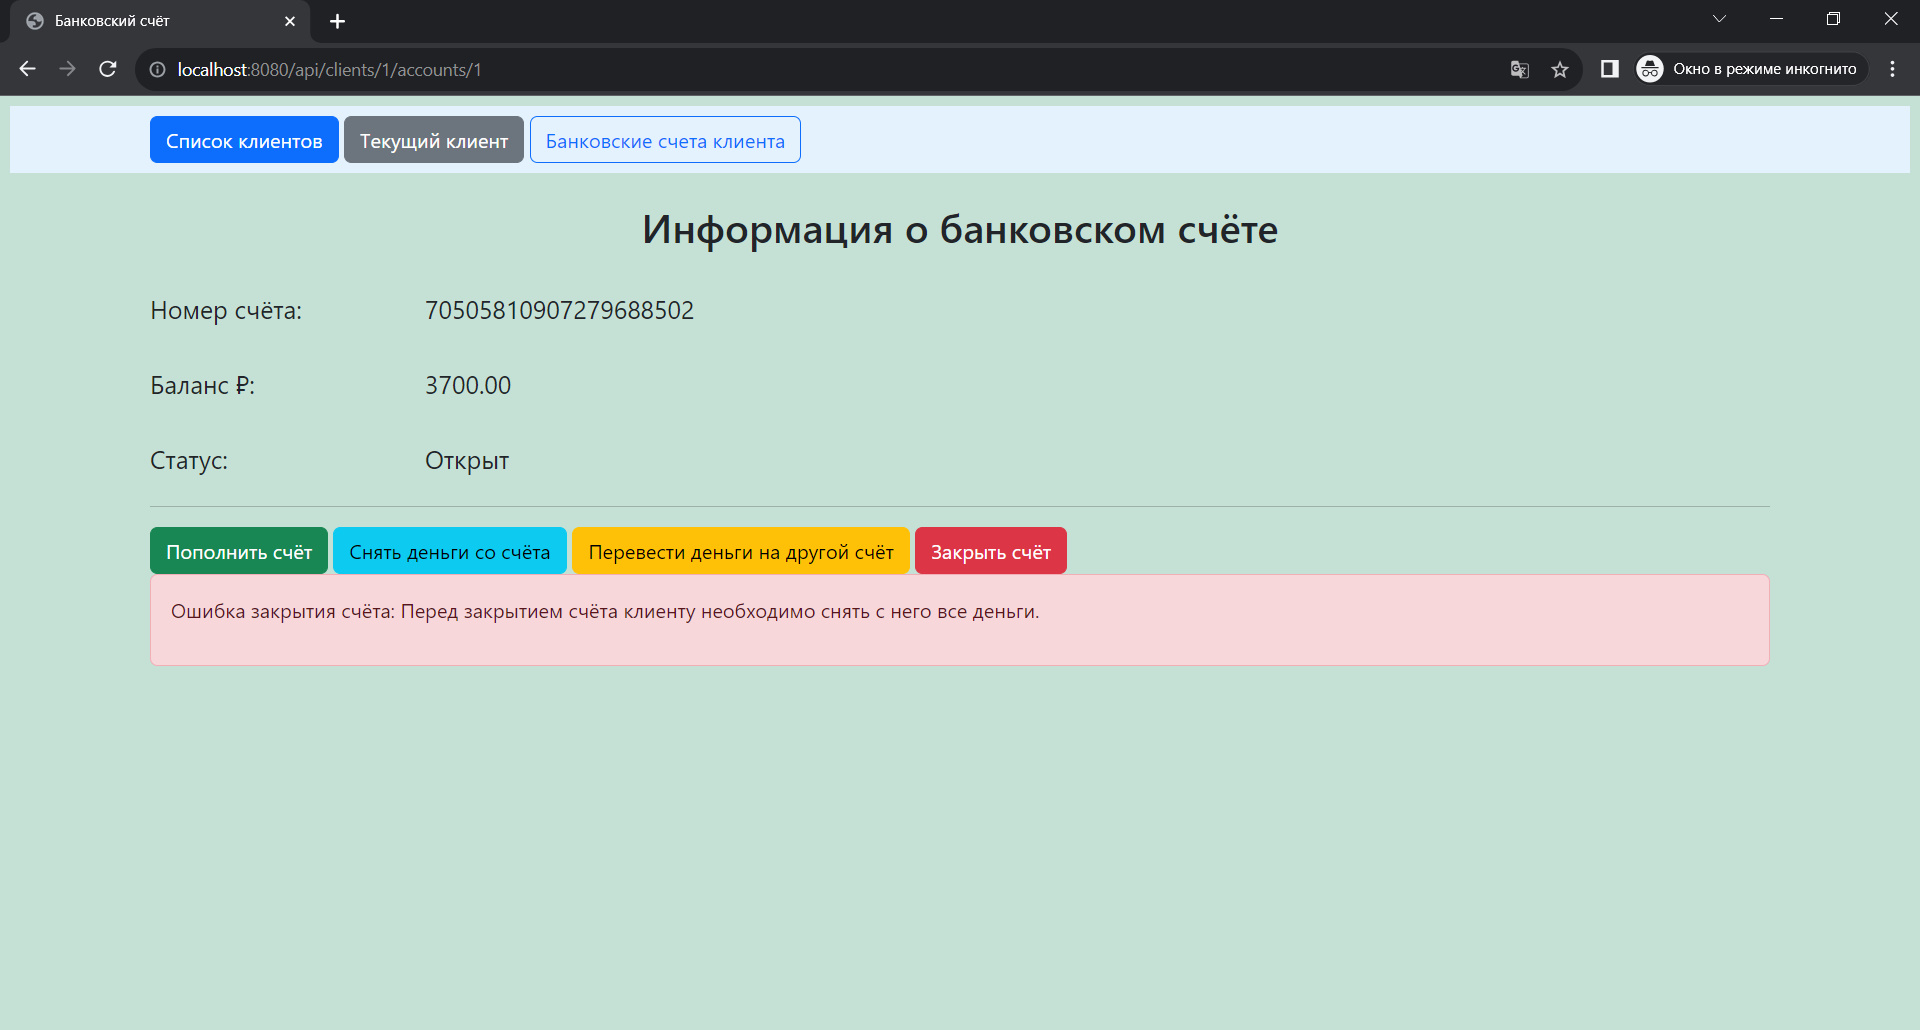 Банковский счёт
localhost:8080/api/clients/1/accounts/1
Окно в режиме инкогнито
Список клиентов Текущий клиент Банковские счета клиента
Информация о банковском счёте
Номер счёта: 70505810907279688502
Баланс ₽: 3700.00
Статус: Открыт
Пополнить счёт Снять деньги со счёта Перевести деньги на другой счёт Закрыть счёт
Ошибка закрытия счёта: Перед закрытием счёта клиенту необходимо снять с него все деньги.